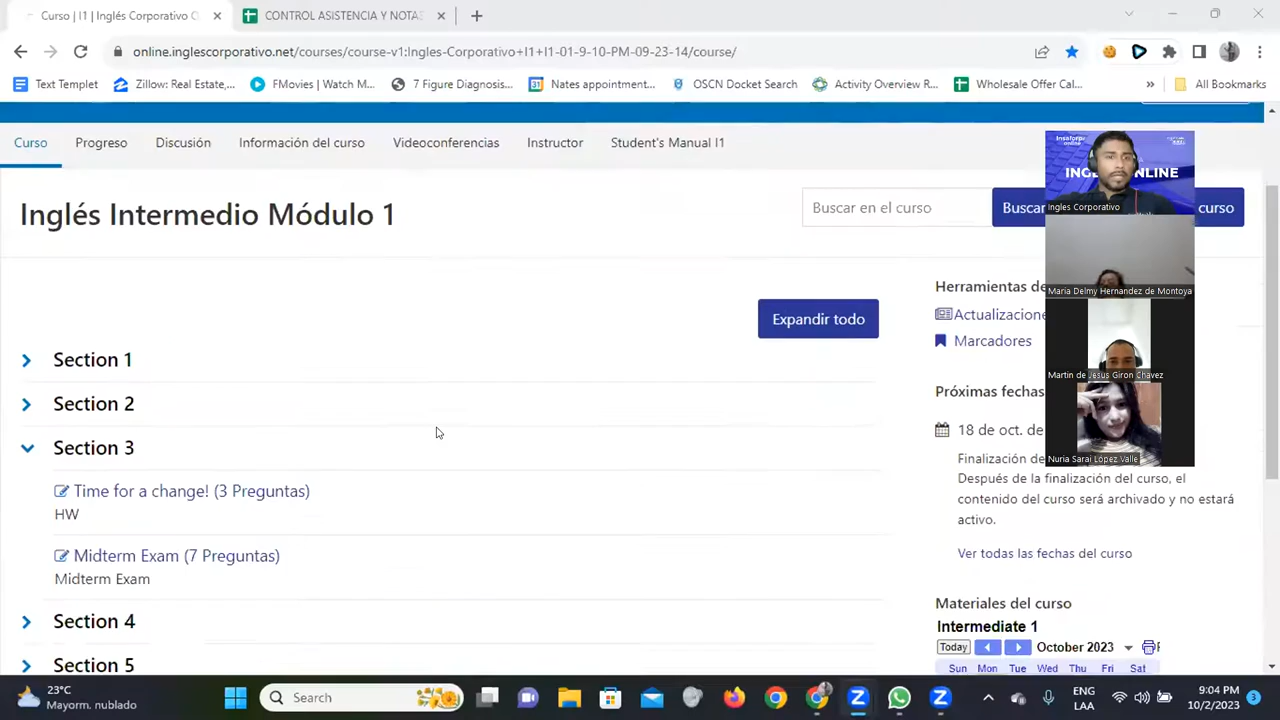 Curso | I1 | Inglés Corporativo O
CONTROL ASISTENCIA Y NOTAS
online.inglescorporativo.net/courses/course-v1:Ingles-Corporativo+I1+I1-01-9-10-PM-09-23-14/course/
Text Templet
Zillow: Real Estate,...
FMovies | Watch M...
7 Figure Diagnosis...
Nates appointment...
OSCN Docket Search
Activity Overview R...
Wholesale Offer Cal...
»
All Bookmarks
Curso
Progreso
Discusión
Información del curso
Videoconferencias
Instructor
Student's Manual I1
Inglés Intermedio Módulo 1
Buscar en el curso
Buscar
curso
Ingles Corporativo
Maria Delmy Hernandez de Montoya
Martin de Jesus Giron Chavez
Nuria Sarai Lopez Valle
Expandir todo
Section 1
Section 2
Section 3
Time for a change! (3 Preguntas)
HW
Midterm Exam (7 Preguntas)
Midterm Exam
Section 4
Section 5
Herramientas de
Actualizacione
Marcadores
Próximas fechas
18 de oct. de
Finalización de
Después de la finalización del curso, el
contenido del curso será archivado y no estará
activo.
Ver todas las fechas del curso
Materiales del curso
Intermediate 1
Today
October 2023
Sun Mon Tue Wed Thu Fri Sat
23°C
Mayorm. nublado
Search
ENG
LAA
9:04 PM
10/2/2023